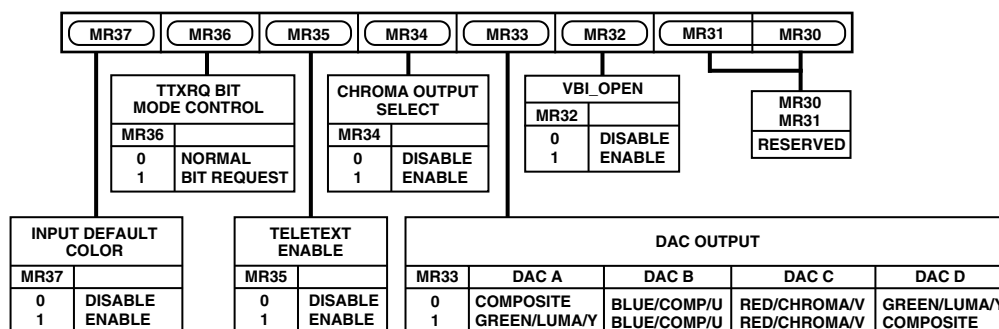 MR37 MR36 MR35 MR34 MR33 MR32 MR31 MR30
TTXRQ BIT
MODE CONTROL
MR36
0 NORMAL
1 BIT REQUEST
CHROMA OUTPUT
SELECT
MR34
0 DISABLE
1 ENABLE
VBI_OPEN
MR32
0 DISABLE
1 ENABLE
MR30
MR31
RESERVED
INPUT DEFAULT
COLOR
MR37
0 DISABLE
1 ENABLE
TELETEXT
ENABLE
MR35
0 DISABLE
1 ENABLE
DAC OUTPUT
MR33 DAC A DAC B DAC C DAC D
0 COMPOSITE BLUE/COMP/U RED/CHROMA/V GREEN/LUMA/Y
1 GREEN/LUMA/Y BLUE/COMP/U RED/CHROMA/V COMPOSITE